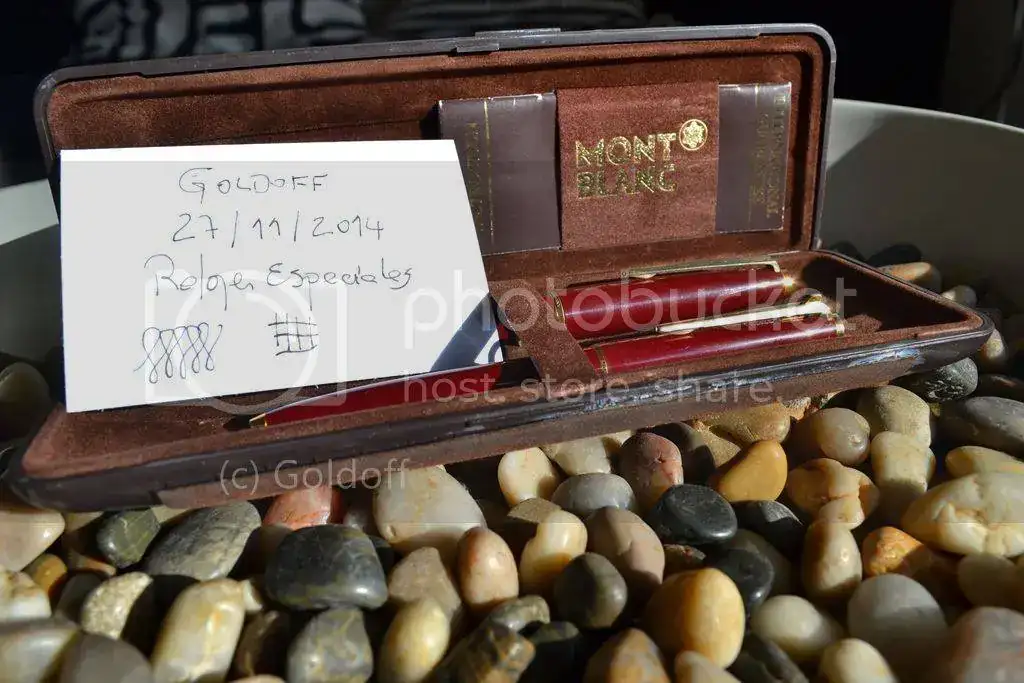 GOLDOFF
27/11/2014
Relojes Especiales
MONT
BLANC
photobucket
host. store. share.
(c) Goldoff